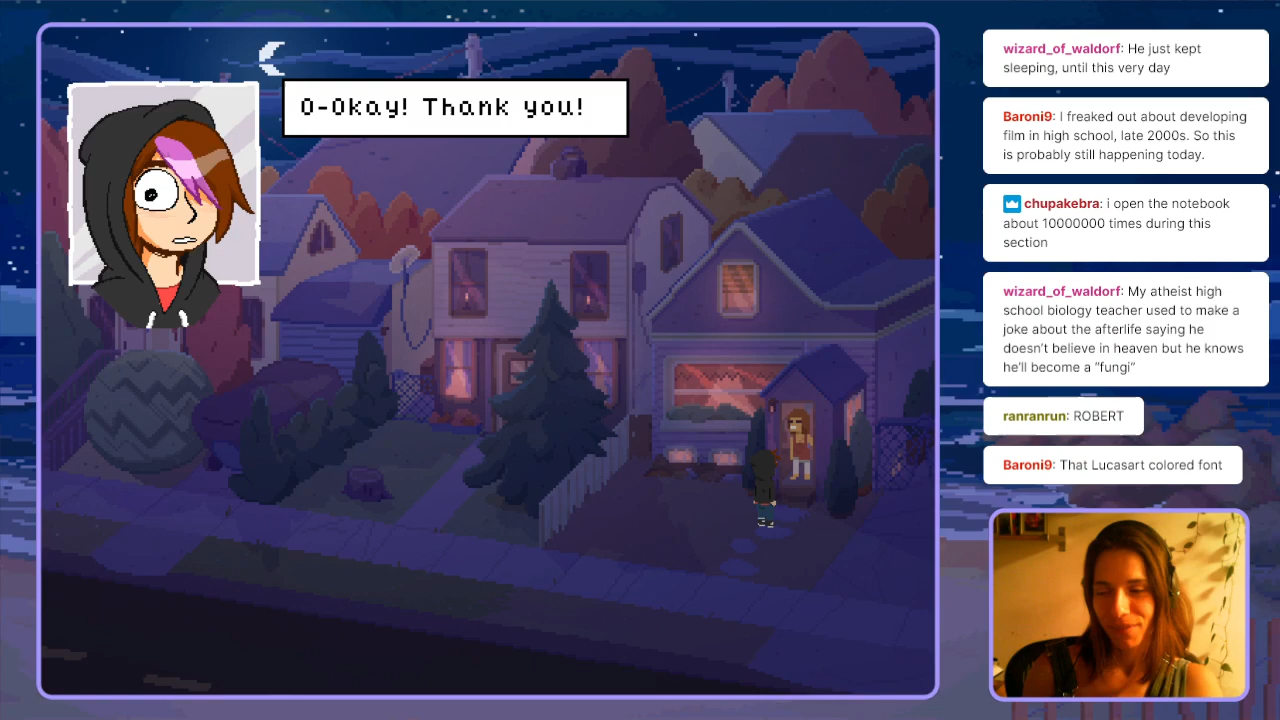 O-Okay! Thank you!
wizard_of_waldorf: He just kept
sleeping, until this very day
Baroni9: I freaked out about developing
film in high school, late 2000s. So this
is probably still happening today.
chupakebra: i open the notebook
about 10000000 times during this
section
wizard_of_waldorf: My atheist high
school biology teacher used to make a
joke about the afterlife saying he
doesn’t believe in heaven but he knows
he’ll become a “fungi”
ranranrun: ROBERT
Baroni9: That Lucasart colored font